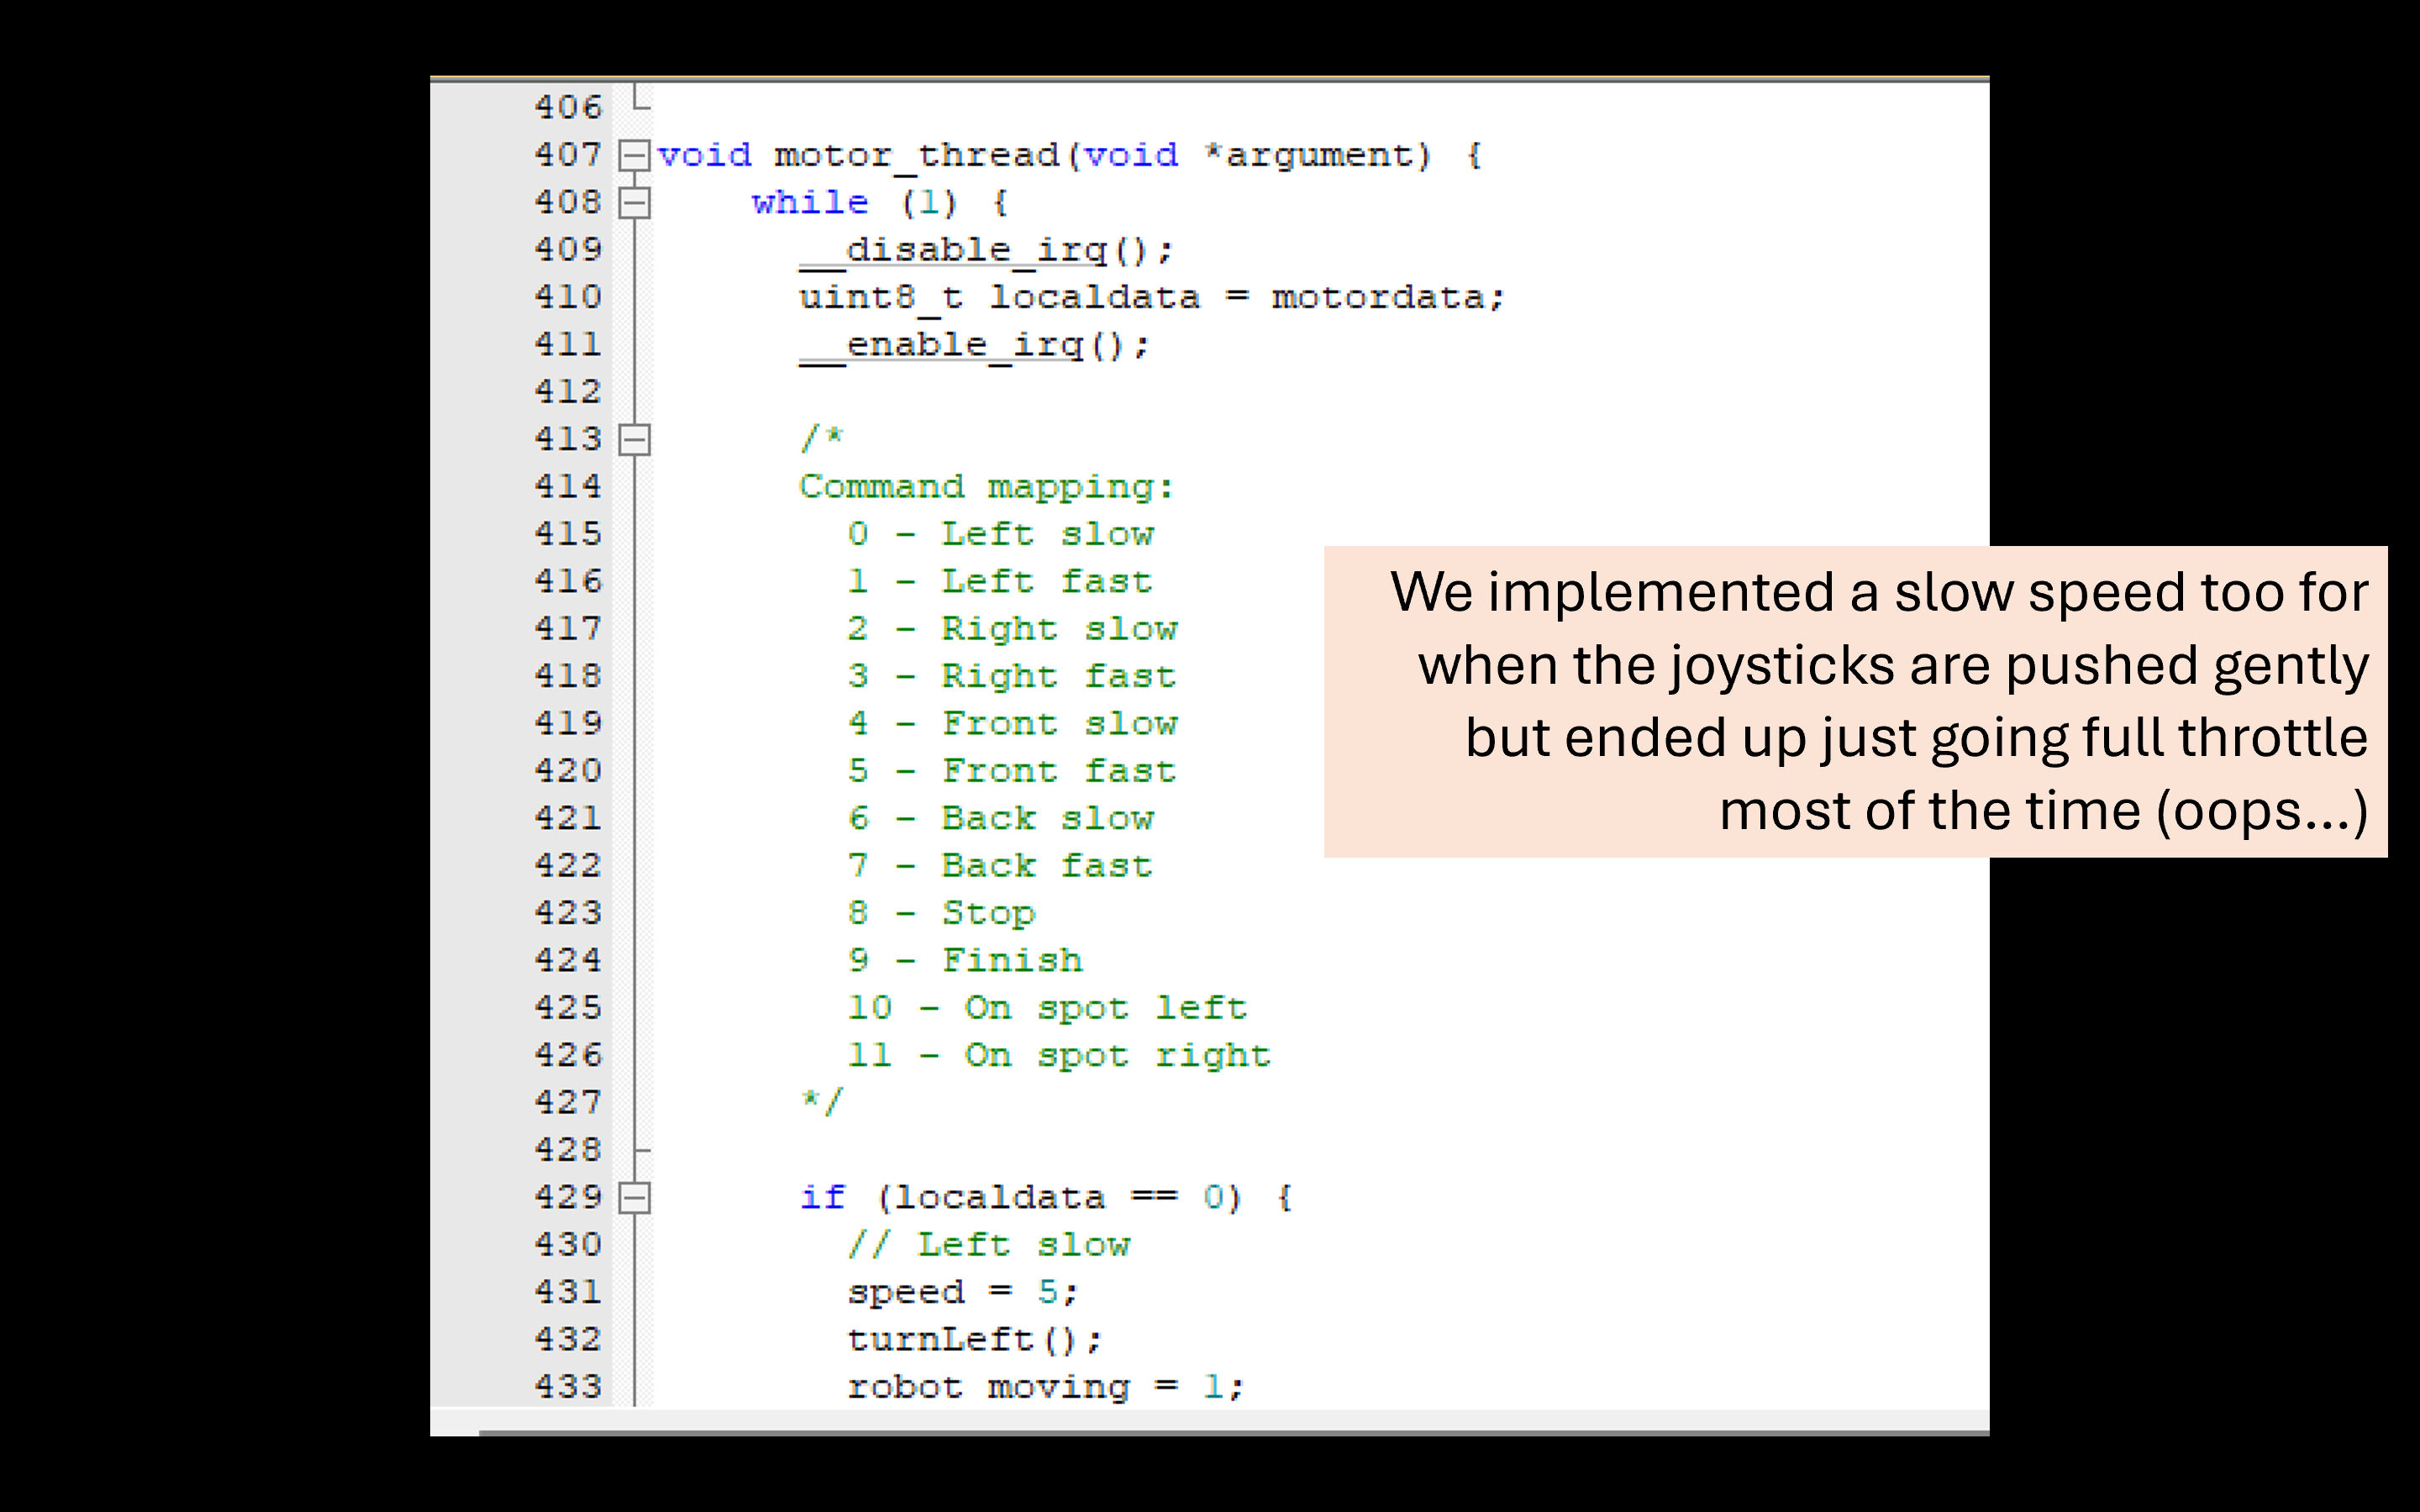 406
407 void motor_thread(void *argument) {
408 while (1) {
409 __disable_irq();
410 uint8_t localdata = motordata;
411 __enable_irq();
412
413 /*
414 Command mapping:
415 0 - Left slow
416 1 - Left fast
417 2 - Right slow
418 3 - Right fast
419 4 - Front slow
420 5 - Front fast
421 6 - Back slow
422 7 - Back fast
423 8 - Stop
424 9 - Finish
425 10 - On spot left
426 11 - On spot right
427 */
428
429 if (localdata == 0) {
430 // Left slow
431 speed = 5;
432 turnLeft();
433 robot moving = 1;
We implemented a slow speed too for
when the joysticks are pushed gently
but ended up just going full throttle
most of the time (oops...)